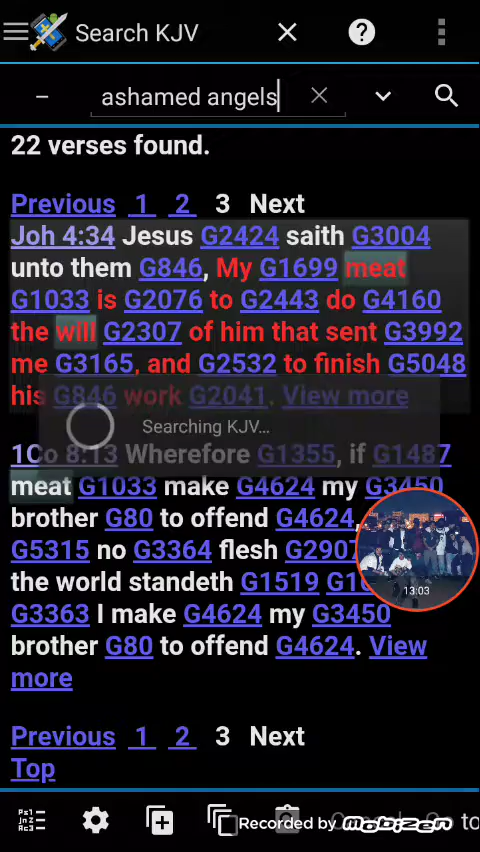 Search KJV
– ashamed angels
22 verses found.
Previous 1 2 3 Next
Joh 4:34 Jesus G2424 saith G3004
unto them G846, My G1699 meat
G1033 is G2076 to G2443 do G4160
the will G2307 of him that sent G3992
me G3165, and G2532 to finish G5048
his G846 work G2041. View more
Searching KJV...
1Co 8:13 Wherefore G1355, if G1487
meat G1033 make G4624 my G3450
brother G80 to offend G4624,
G5315 no G3364 flesh G2907
the world standeth G1519
G3363 I make G4624 my G3450
brother G80 to offend G4624. View
more
13:03
Previous 1 2 3 Next
Top
Recorded by mobizen